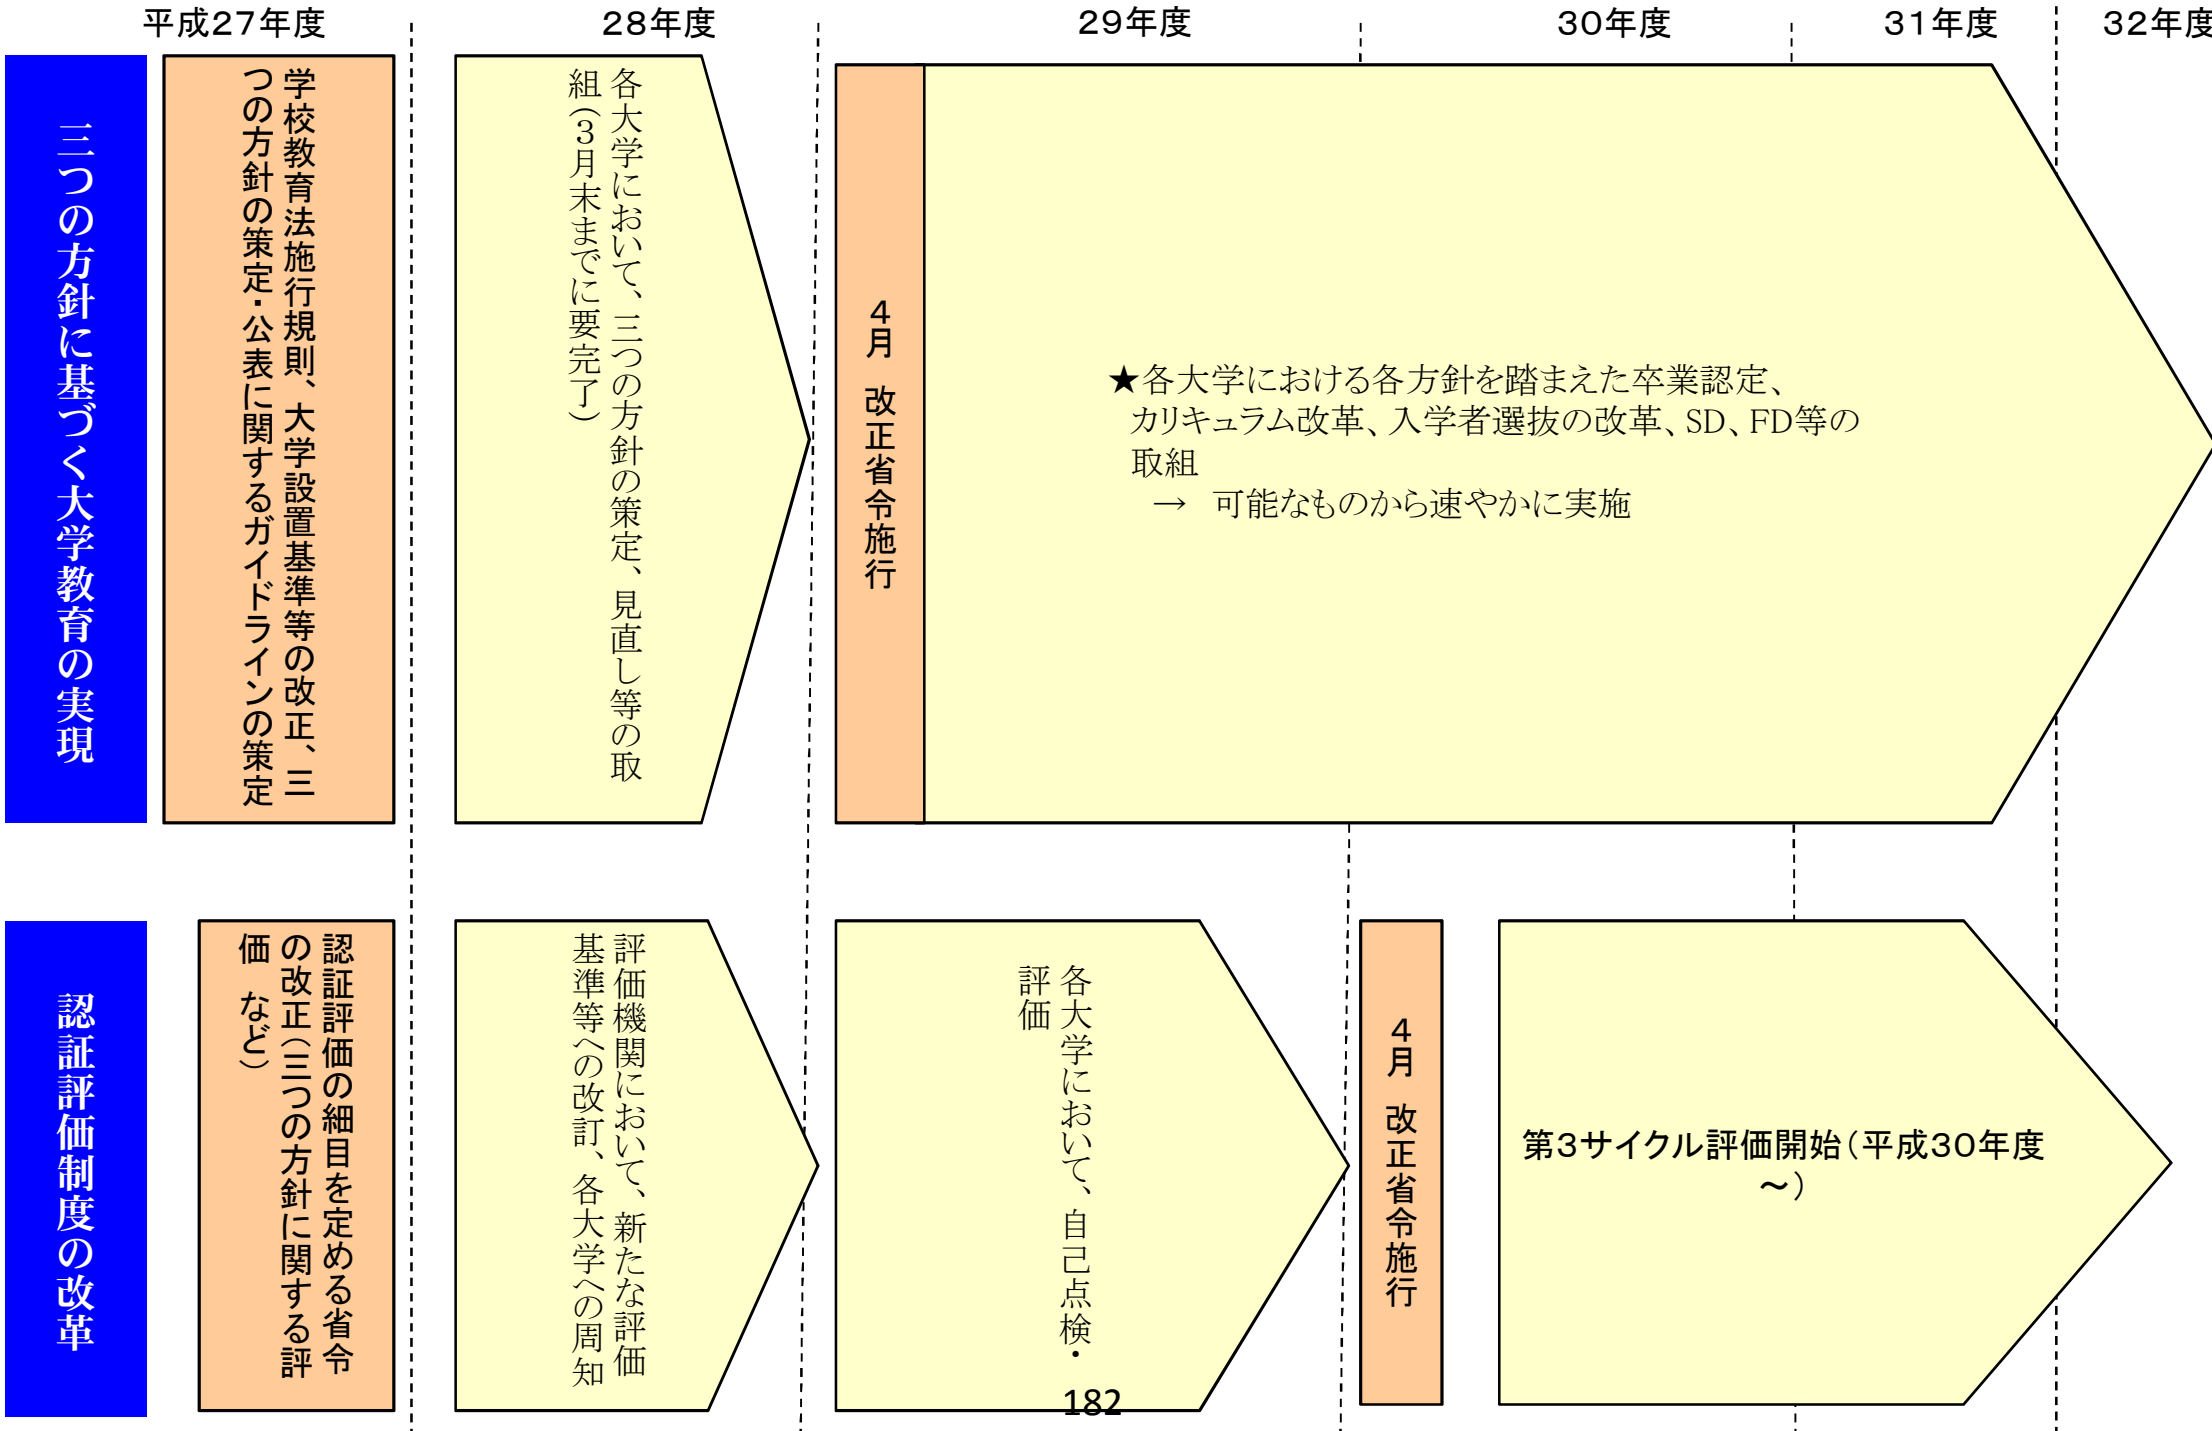 平成27年度
28年度
29年度
30年度
31年度
32年度
三つの方針に基づく大学教育の実現
学校教育法施行規則、大学設置基準等の改正、三
つの方針の策定・公表に関するガイドラインの策定
各大学において、三つの方針の策定、見直し等の取
組（3月末までに要完了）
4月 改正省令施行
★各大学における各方針を踏まえた卒業認定、
カリキュラム改革、入学者選抜の改革、SD、FD等の
取組
→ 可能なものから速やかに実施
認証評価制度の改革
認証評価の細目を定める省令
の改正（三つの方針に関する評
価 など）
評価機関において、新たな評価
基準等への改訂、各大学への周知
各大学において、自己点検・
評価
4月 改正省令施行
第3サイクル評価開始（平成30年度
～）
182